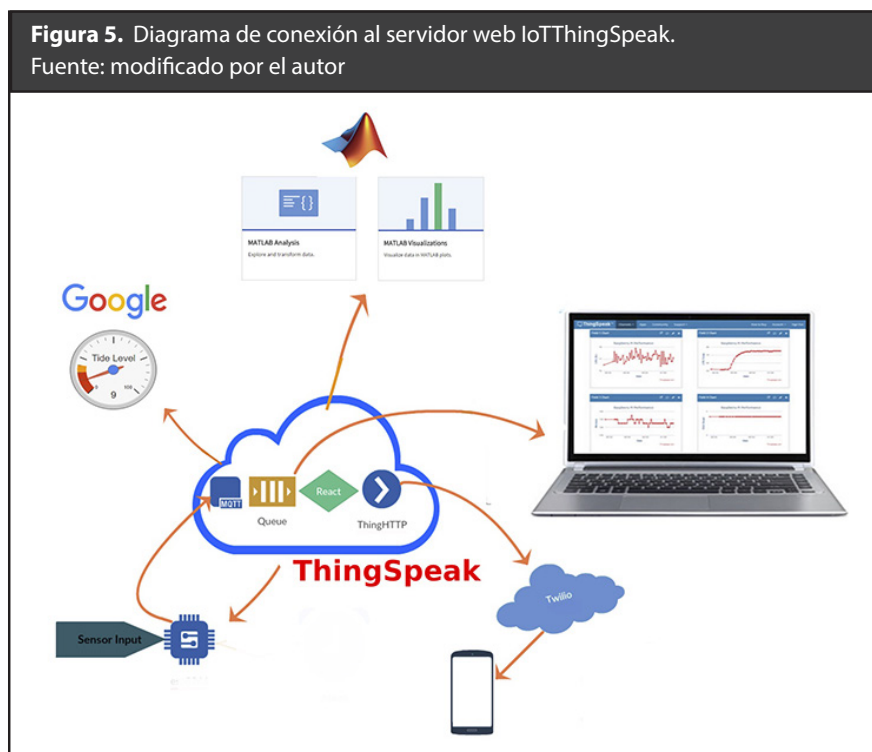 Figura 5. Diagrama de conexión al servidor web IoTThingSpeak.
Fuente: modificado por el autor
MATLAB Analysis
Explore and transform data.
MATLAB Visualizations
Visualize data in MATLAB plots.
Google
Tide Level
0
100
9
ThingSpeak
MQTT
Queue
React
ThingHTTP
ThingSpeak
Sensor Input
Twilio